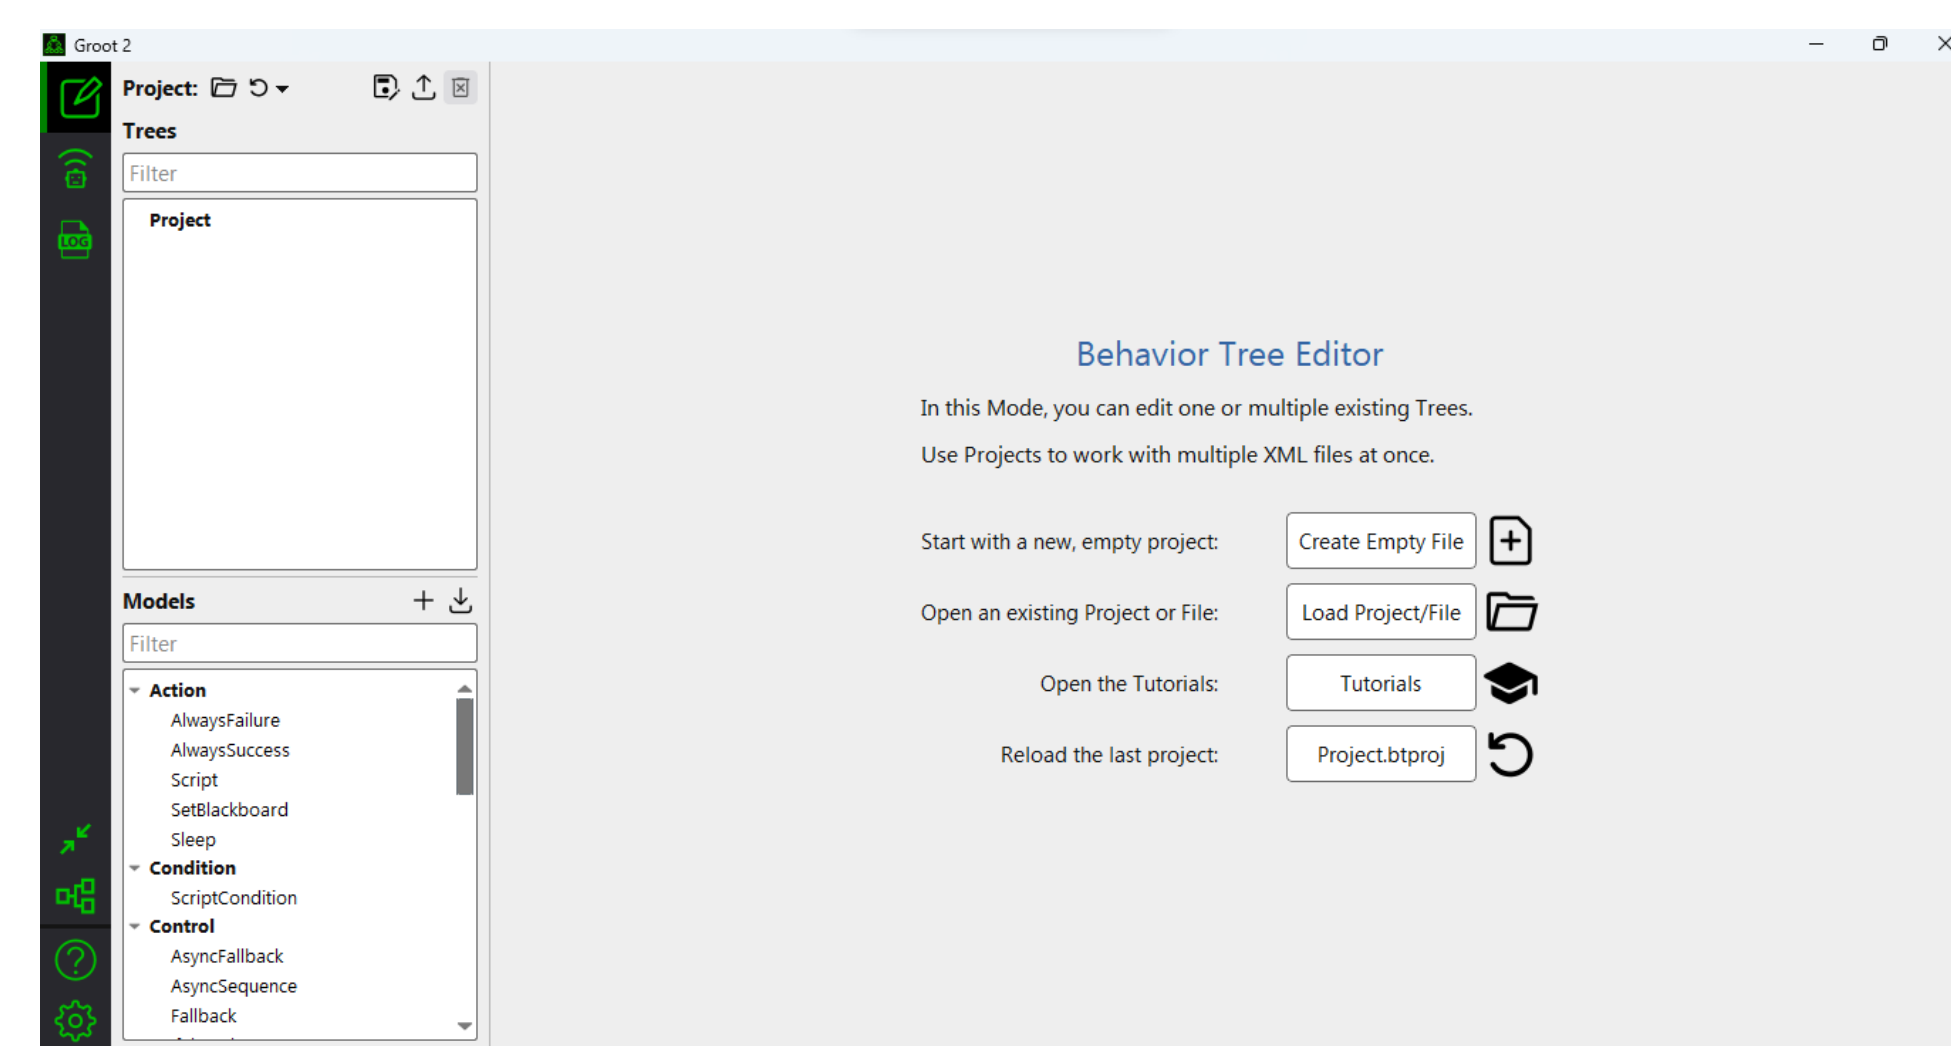 Groot 2
Project:
Trees
Filter
Project
LOG
Models
Filter
Action
AlwaysFailure
AlwaysSuccess
Script
SetBlackboard
Sleep
Condition
ScriptCondition
Control
AsyncFallback
AsyncSequence
Fallback
Behavior Tree Editor
In this Mode, you can edit one or multiple existing Trees.
Use Projects to work with multiple XML files at once.
Start with a new, empty project: Create Empty File
Open an existing Project or File: Load Project/File
Open the Tutorials: Tutorials
Reload the last project: Project.btproj